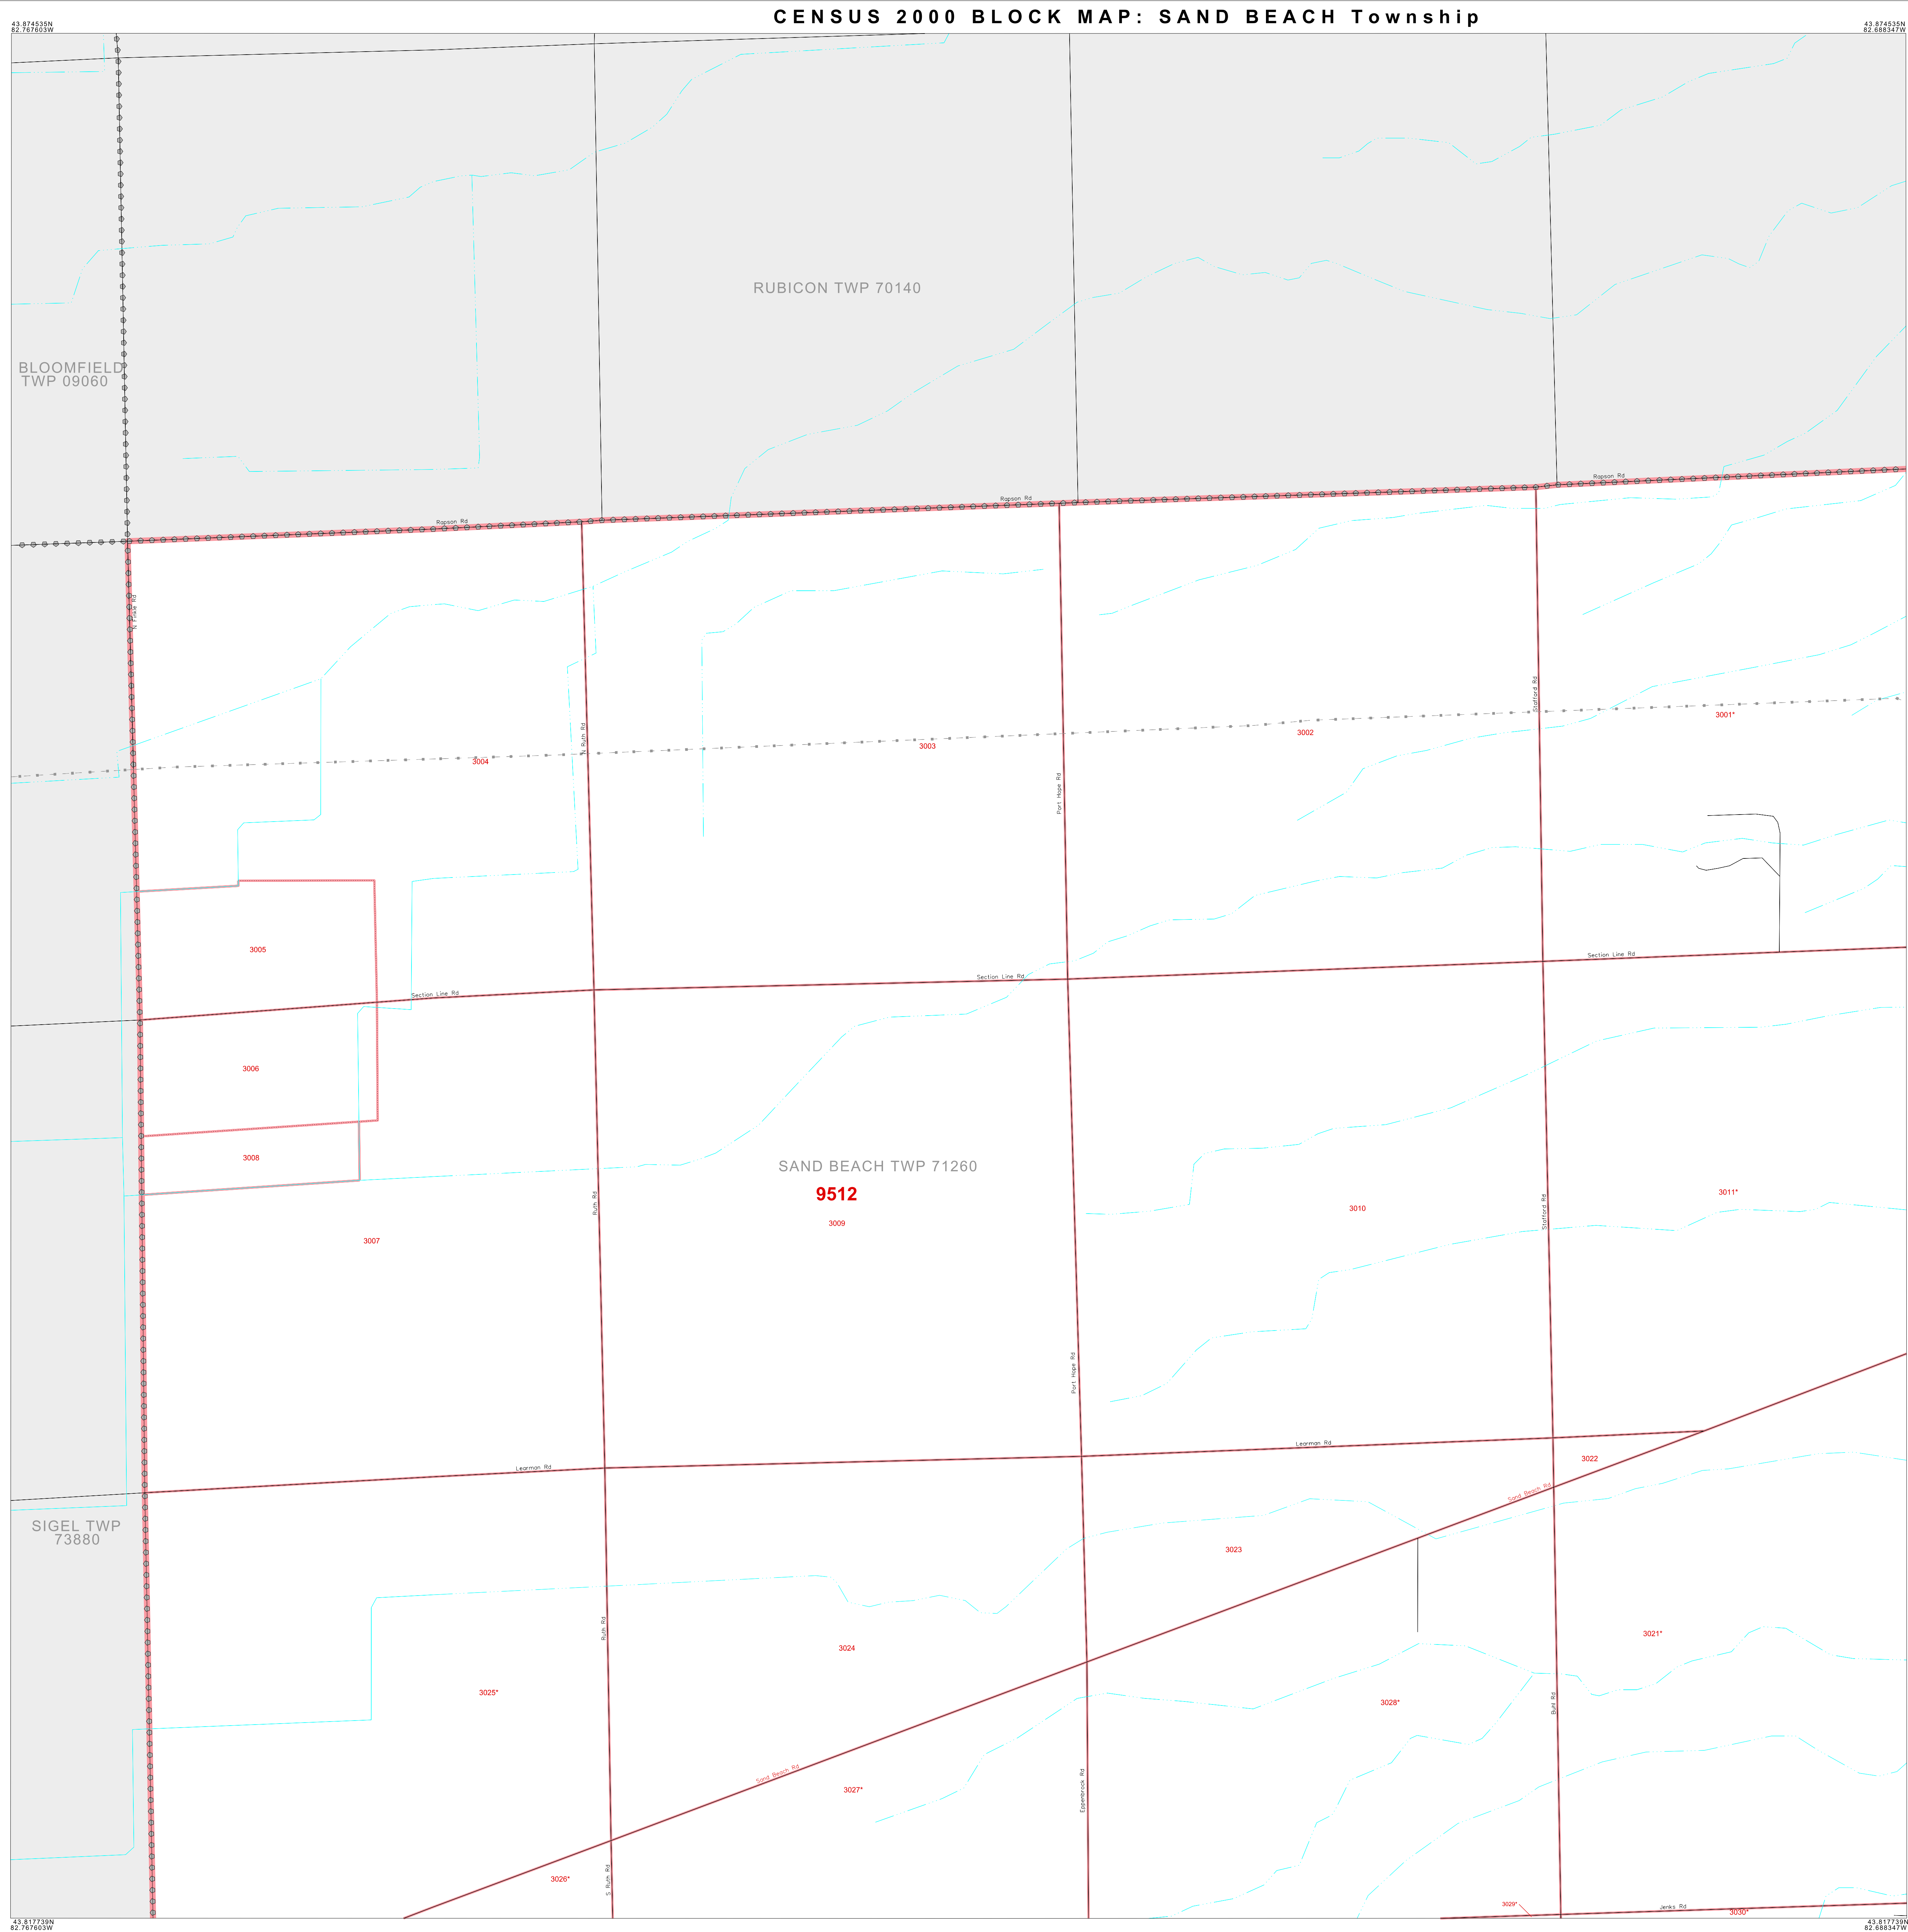 CENSUS 2000 BLOCK MAP: SAND BEACH Township
43.874535N
82.767603W
43.874535N
82.688347W
RUBICON TWP 70140
BLOOMFIELD
TWP 09060
Rapson Rd
Rapson Rd
Rapson Rd
N Finkle Rd
N Ruth Rd
Port Hope Rd
Stafford Rd
3001*
3002
3003
3004
3005
Section Line Rd
Section Line Rd
Section Line Rd
3006
3008
SAND BEACH TWP 71260
9512
3009
3007
3010
3011*
Ruth Rd
Port Hope Rd
Stafford Rd
Learman Rd
Learman Rd
3022
Sand Beach Rd
SIGEL TWP
73880
3023
3021*
3024
Ruth Rd
3025*
3028*
Buhl Rd
Sand Beach Rd
3027*
Eppenbrock Rd
3026*
S Ruth Rd
3029*
Jenks Rd
3030*
43.817739N
82.767603W
43.817739N
82.688347W